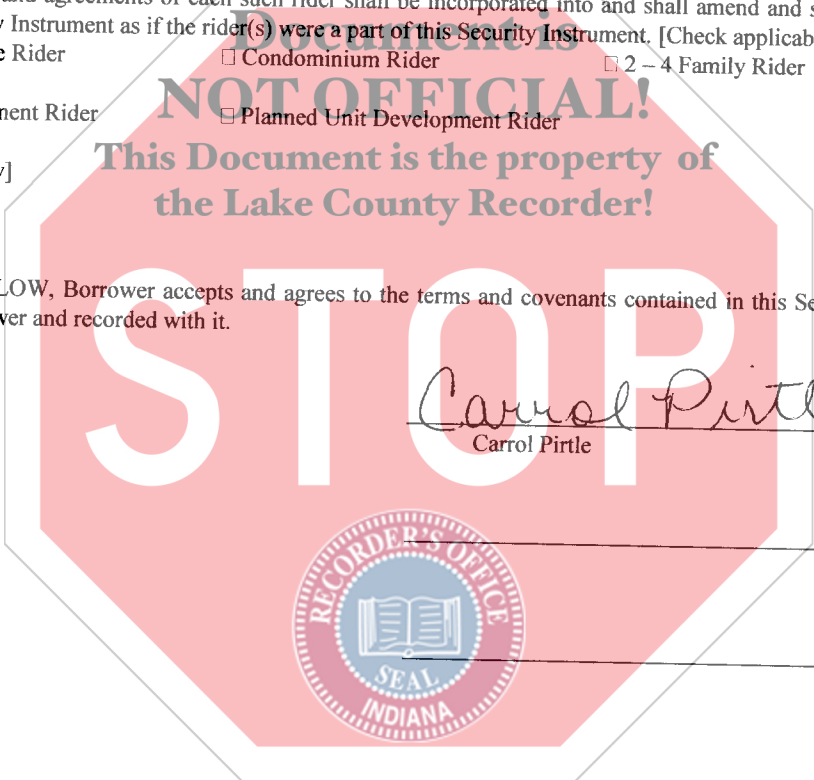 and agreements of each such rider shall be incorporated into and shall amend and s
Document is
y Instrument as if the rider(s) were a part of this Security Instrument. [Check applicab
e Rider □ Condominium Rider □ 2 – 4 Family Rider
NOT OFFICIAL!
ment Rider □ Planned Unit Development Rider
This Document is the property of
y]
the Lake County Recorder!
LOW, Borrower accepts and agrees to the terms and covenants contained in this Se
wer and recorded with it.
STOP
Carrol Pirtl
Carrol Pirtle
RECORDER'S OFFICE
SEAL
INDIANA